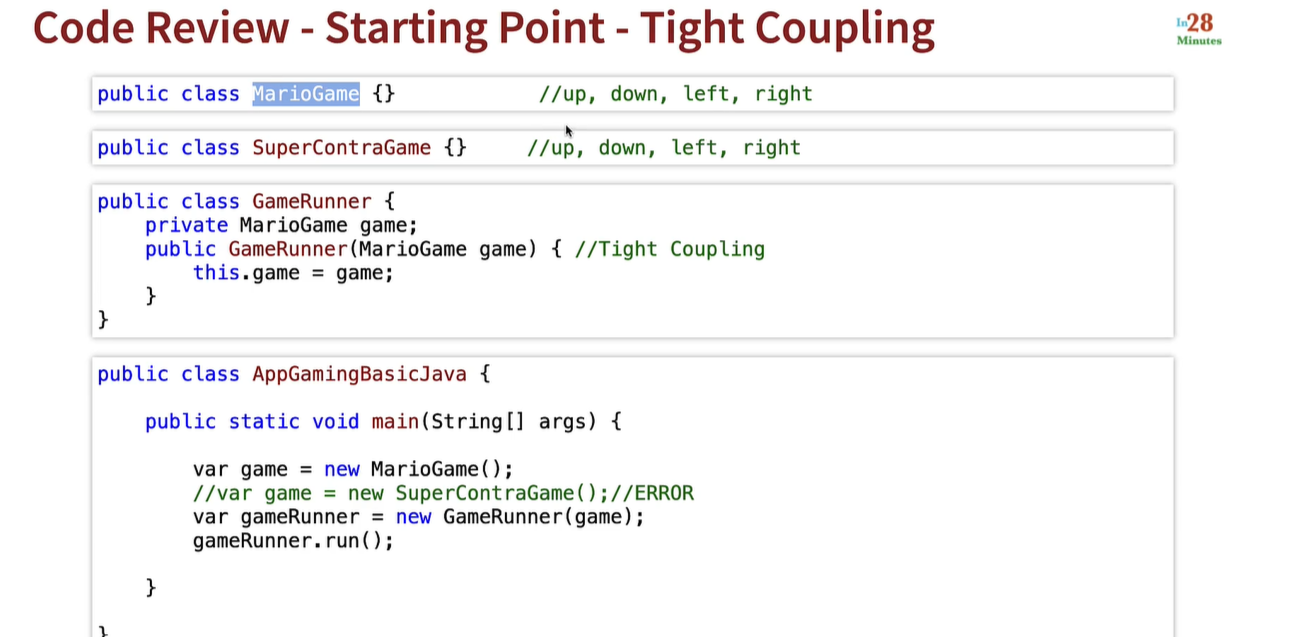 Code Review - Starting Point - Tight Coupling
In28
Minutes
public class MarioGame {} //up, down, left, right
public class SuperContraGame {} //up, down, left, right
public class GameRunner {
private MarioGame game;
public GameRunner(MarioGame game) { //Tight Coupling
this.game = game;
}
}
public class AppGamingBasicJava {
public static void main(String[] args) {
var game = new MarioGame();
//var game = new SuperContraGame();//ERROR
var gameRunner = new GameRunner(game);
gameRunner.run();
}
}